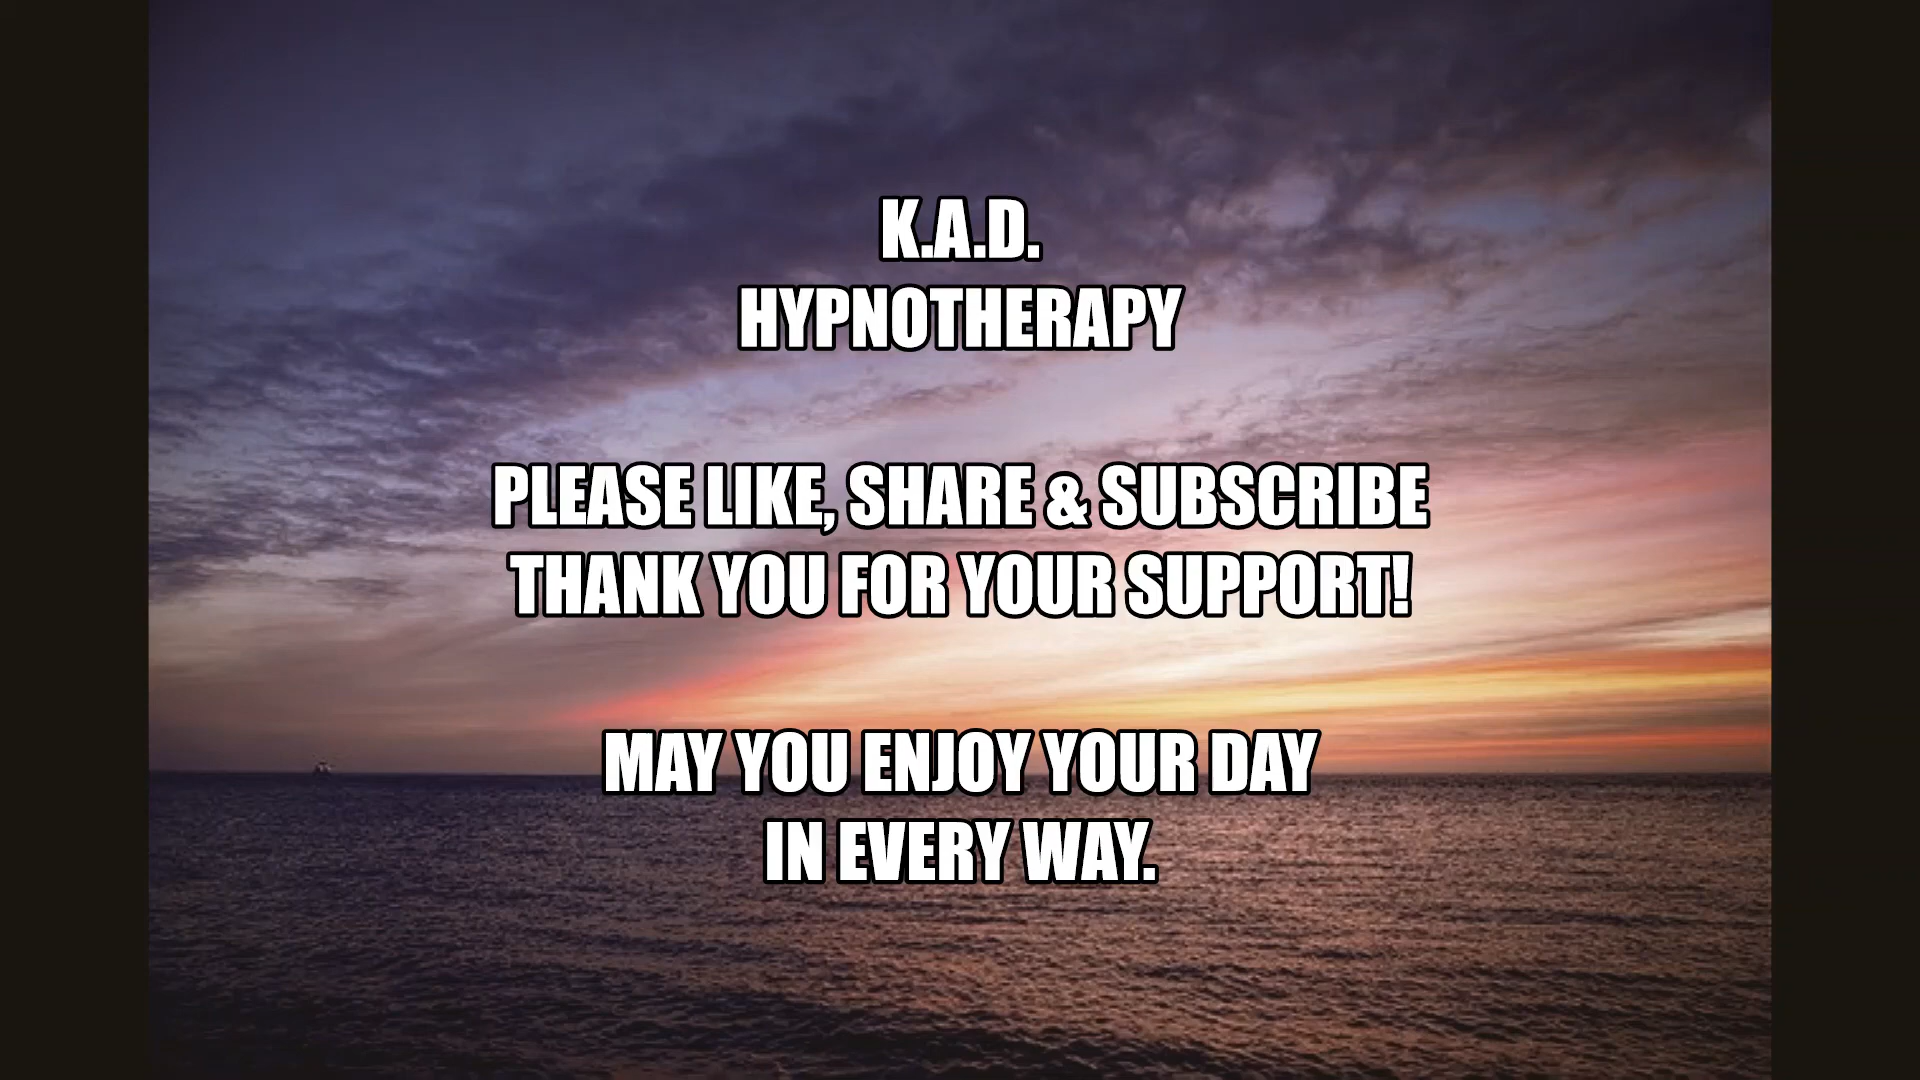 K.A.D.
HYPNOTHERAPY
PLEASE LIKE, SHARE & SUBSCRIBE
THANK YOU FOR YOUR SUPPORT!
MAY YOU ENJOY YOUR DAY
IN EVERY WAY.